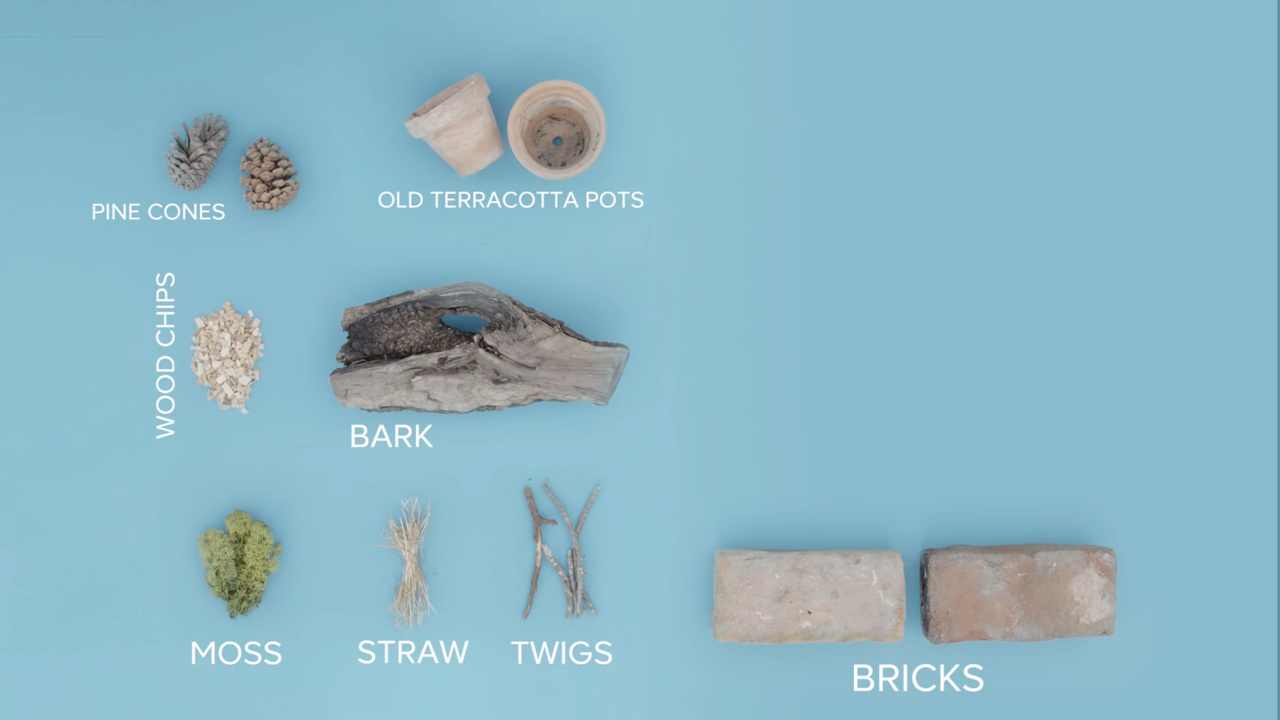 PINE CONES
OLD TERRACOTTA POTS
WOOD CHIPS
BARK
MOSS
STRAW
TWIGS
BRICKS